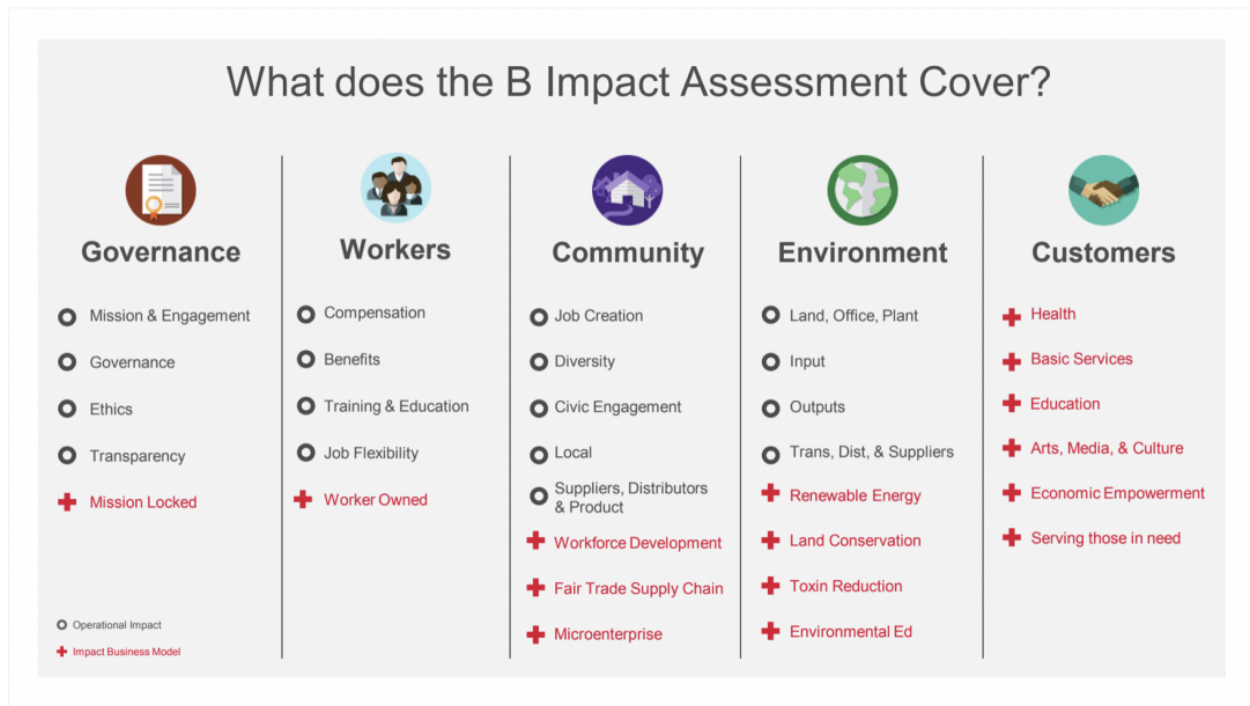 What does the B Impact Assessment Cover?
Governance
Mission & Engagement
Governance
Ethics
Transparency
Mission Locked
Workers
Compensation
Benefits
Training & Education
Job Flexibility
Worker Owned
Community
Job Creation
Diversity
Civic Engagement
Local
Suppliers, Distributors
& Product
Workforce Development
Fair Trade Supply Chain
Microenterprise
Environment
Land, Office, Plant
Input
Outputs
Trans, Dist, & Suppliers
Renewable Energy
Land Conservation
Toxin Reduction
Environmental Ed
Customers
Health
Basic Services
Education
Arts, Media, & Culture
Economic Empowerment
Serving those in need
Operational Impact
Impact Business Model